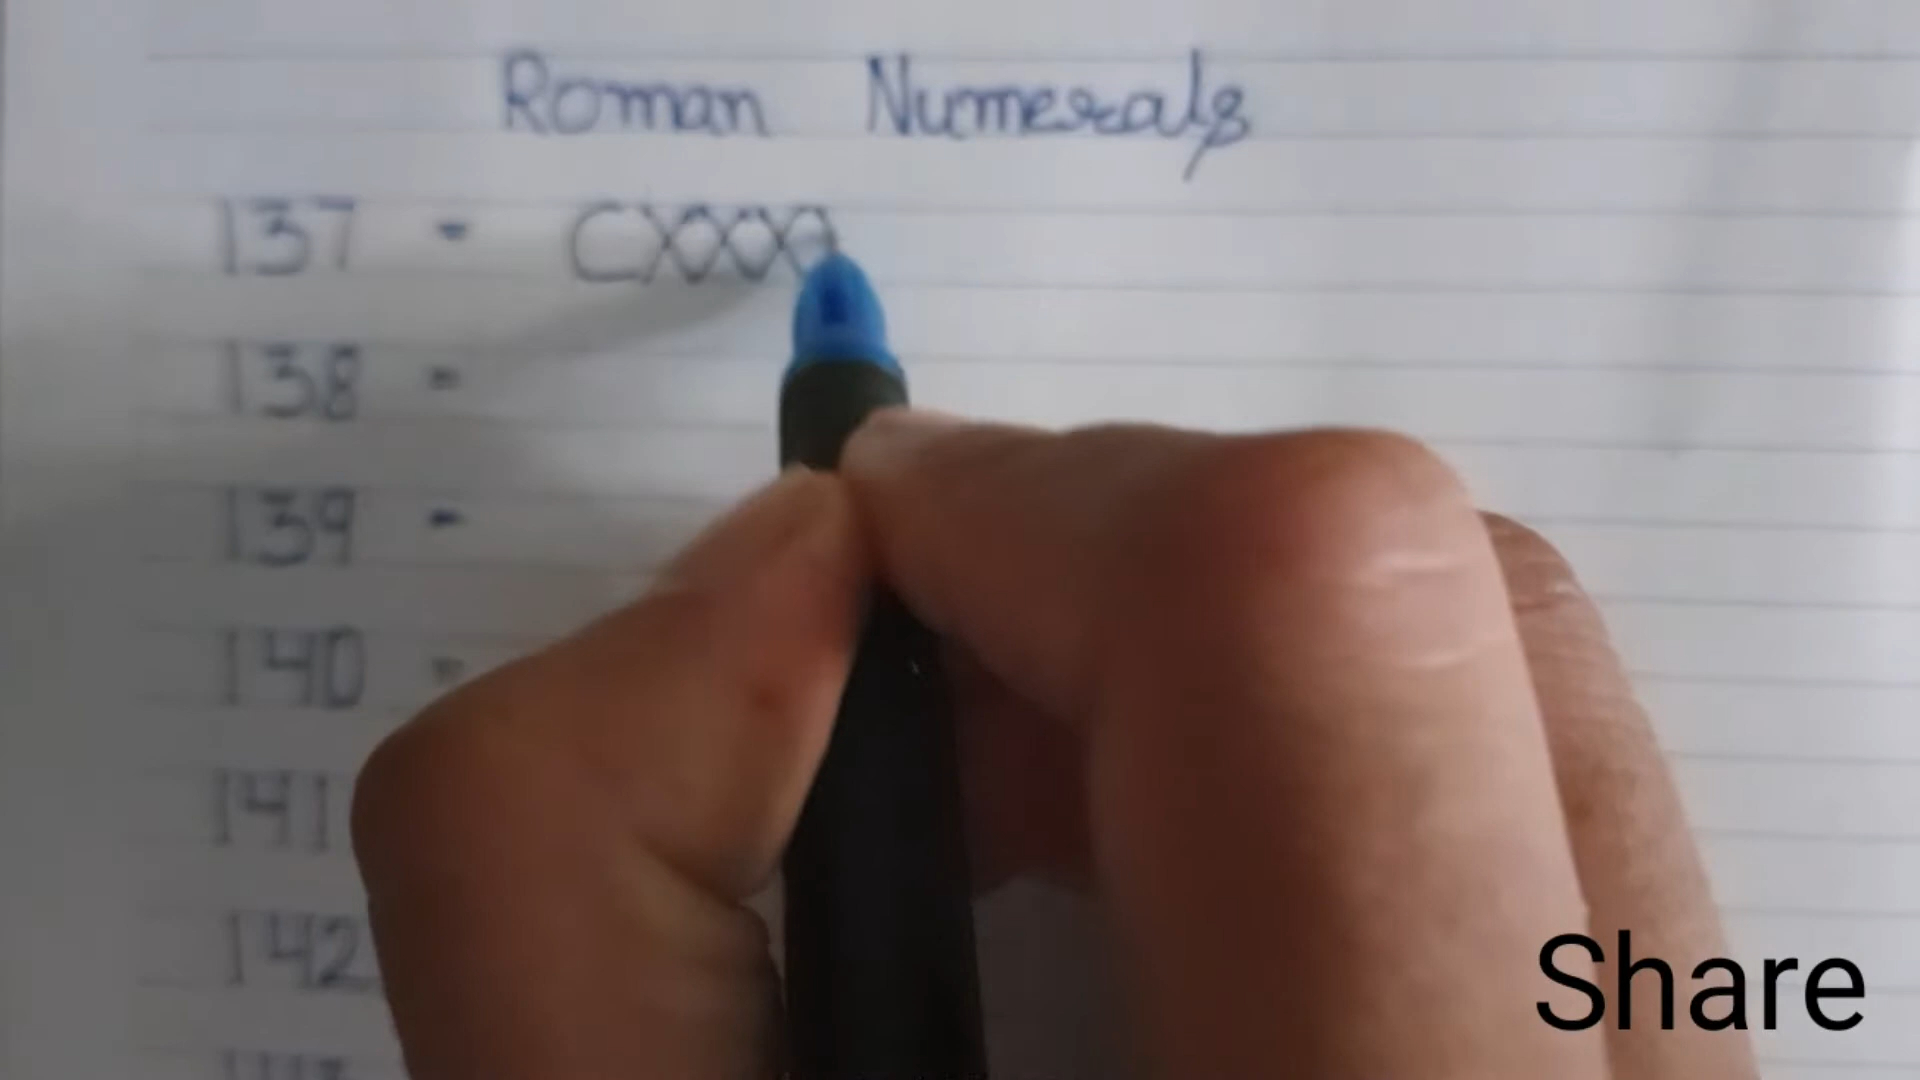 Roman Numerals
137 - CXXX
138 =
139 -
140 =
141
142
Share